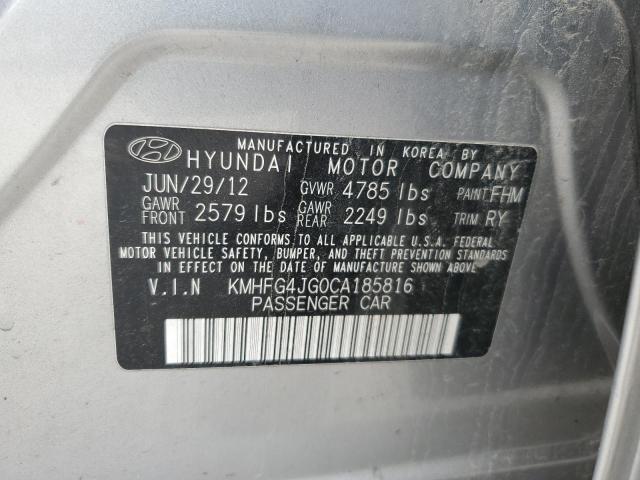 MANUFACTURED IN KOREA BY
HYUNDAI MOTOR COMPANY
JUN/29/12 GVWR 4785 lbs PAINT FHM
GAWR FRONT 2579 lbs GAWR REAR 2249 lbs TRIM RY
THIS VEHICLE CONFORMS TO ALL APPLICABLE U.S.A. FEDERAL
MOTOR VEHICLE SAFETY, BUMPER, AND THEFT PREVENTION STANDARDS
IN EFFECT ON THE DATE OF MANUFACTURE SHOWN ABOVE.
V.I.N KMHFG4JG0CA185816
PASSENGER CAR